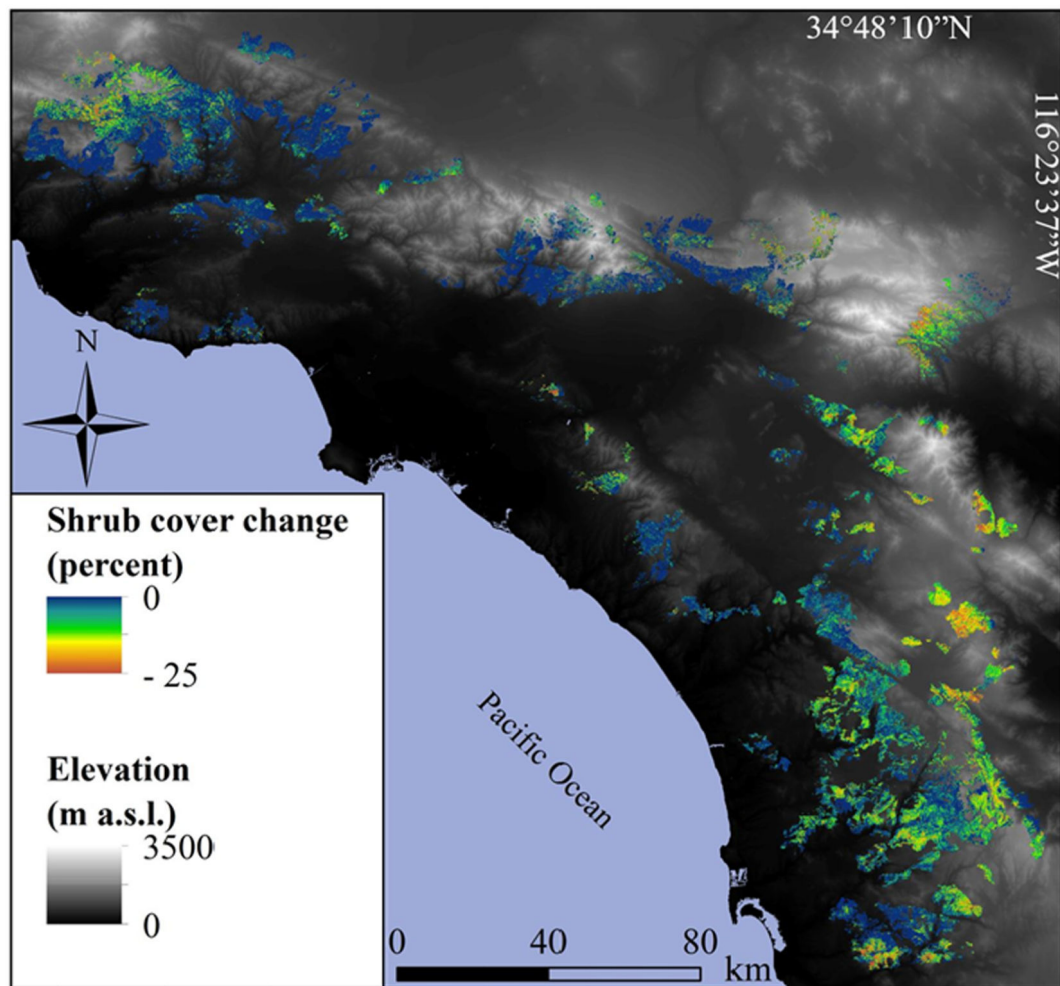 34°48’10”N
116°23’37”W
N
Shrub cover change
(percent)
0
- 25
Elevation
(m a.s.l.)
3500
0
Pacific Ocean
0 40 80
km